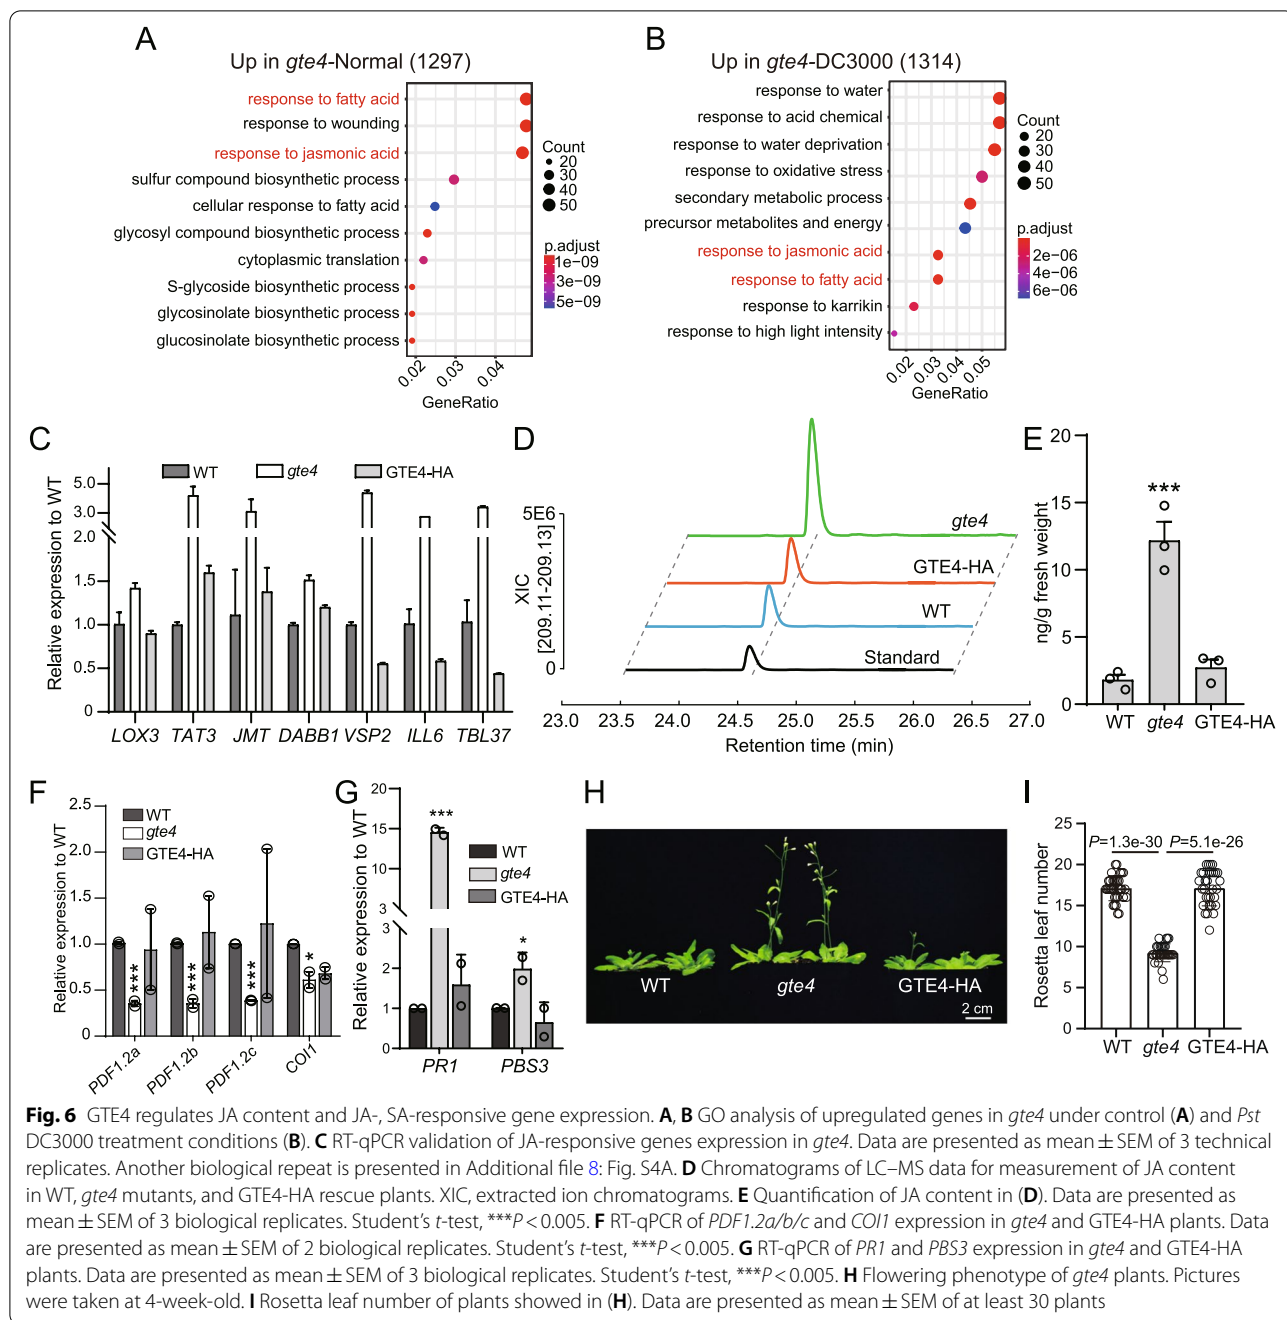 A
Up in gte4-Normal (1297)
response to fatty acid
response to wounding
response to jasmonic acid
sulfur compound biosynthetic process
cellular response to fatty acid
glycosyl compound biosynthetic process
cytoplasmic translation
S-glycoside biosynthetic process
glycosinolate biosynthetic process
glucosinolate biosynthetic process
0.02
0.03
0.04
GeneRatio
Count
20
30
40
50
p.adjust
1e−09
3e−09
5e−09
B
Up in gte4-DC3000 (1314)
response to water
response to acid chemical
response to water deprivation
response to oxidative stress
secondary metabolic process
precursor metabolites and energy
response to jasmonic acid
response to fatty acid
response to karrikin
response to high light intensity
0.02
0.03
0.04
0.05
GeneRatio
Count
20
30
40
50
p.adjust
2e−06
4e−06
6e−06
C
WT
gte4
GTE4-HA
Relative expression to WT
5.0
3.0
2.0
1.5
1.0
0.5
0
LOX3 TAT3 JMT DABB1 VSP2 ILL6 TBL37
D
XIC
[209.11-209.13]
5E6
0
gte4
GTE4-HA
WT
Standard
23.0 23.5 24.0 24.5 25.0 25.5 26.0 26.5 27.0
Retention time (min)
E
ng/g fresh weight
20
15
10
5
0
***
WT gte4 GTE4-HA
F
Relative expression to WT
2.5
2.0
1.5
1.0
0.5
0
WT
gte4
GTE4-HA
***
***
***
*
PDF1.2a
PDF1.2b
PDF1.2c
COI1
G
Relative expression to WT
20
15
3
3
2
1
0
***
*
WT
gte4
GTE4-HA
PR1 PBS3
H
WT
gte4
GTE4-HA
2 cm
I
Rosetta leaf number
25
20
15
10
5
0
P=1.3e-30
P=5.1e-26
WT gte4 GTE4-HA
Fig. 6 GTE4 regulates JA content and JA-, SA-responsive gene expression. A, B GO analysis of upregulated genes in gte4 under control (A) and Pst
DC3000 treatment conditions (B). C RT-qPCR validation of JA-responsive genes expression in gte4. Data are presented as mean ± SEM of 3 technical
replicates. Another biological repeat is presented in Additional file 8: Fig. S4A. D Chromatograms of LC–MS data for measurement of JA content
in WT, gte4 mutants, and GTE4-HA rescue plants. XIC, extracted ion chromatograms. E Quantification of JA content in (D). Data are presented as
mean ± SEM of 3 biological replicates. Student's t-test, ***P < 0.005. F RT-qPCR of PDF1.2a/b/c and COI1 expression in gte4 and GTE4-HA plants. Data
are presented as mean ± SEM of 2 biological replicates. Student's t-test, ***P < 0.005. G RT-qPCR of PR1 and PBS3 expression in gte4 and GTE4-HA
plants. Data are presented as mean ± SEM of 3 biological replicates. Student's t-test, ***P < 0.005. H Flowering phenotype of gte4 plants. Pictures
were taken at 4-week-old. I Rosetta leaf number of plants showed in (H). Data are presented as mean ± SEM of at least 30 plants